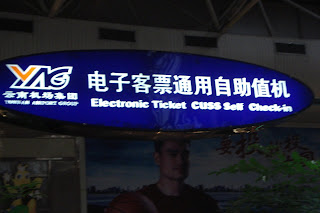 YAG
云南机场集团
YUNNAN AIRPORT GROUP
电子客票通用自助值机
Electronic Ticket CUSS Self Check-in